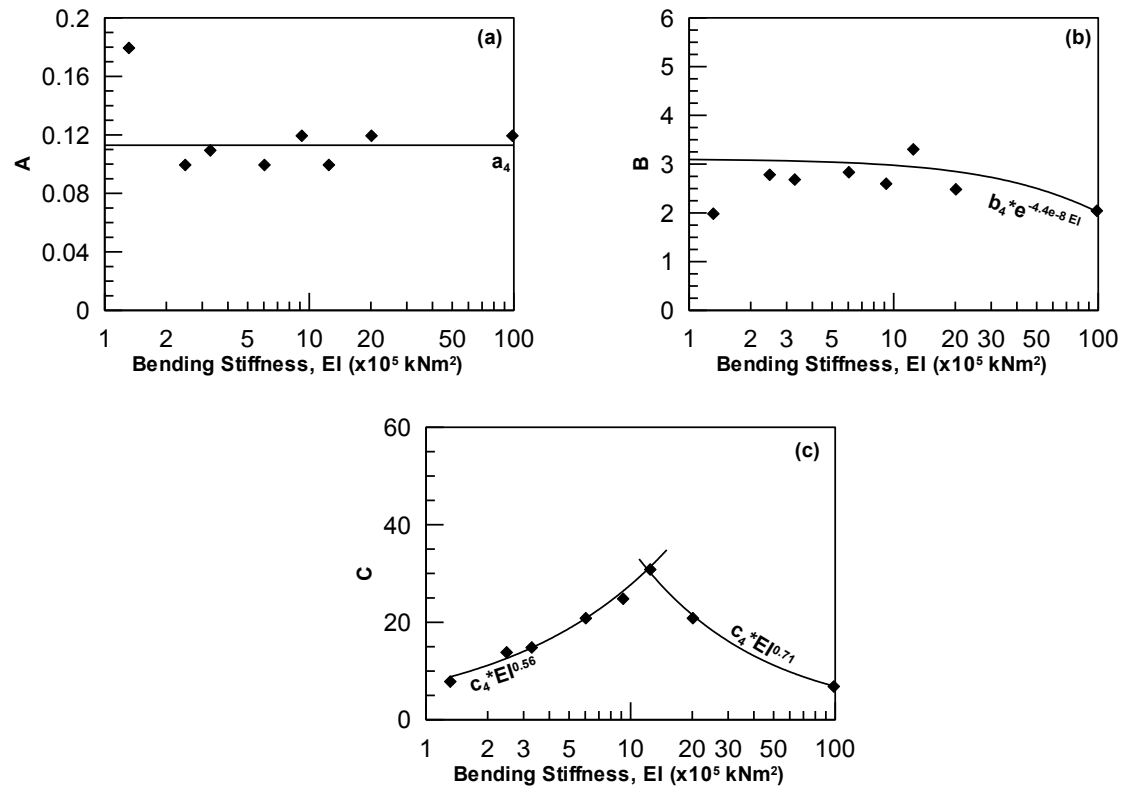 (a)
0.2
0.16
0.12
0.08
0.04
0
A
a₄
1 2 5 10 20 100
Bending Stiffness, EI (x10⁵ kNm²)
(b)
6
5
4
3
2
1
0
B
b₄*e^-4.4e-8 EI
1 2 3 5 10 20 30 50 100
Bending Stiffness, EI (x10⁵ kNm²)
(c)
60
40
20
0
C
c₄*EI^0.56
c₄*EI^0.71
1 2 3 5 10 20 30 50 100
Bending Stiffness, EI (x10⁵ kNm²)